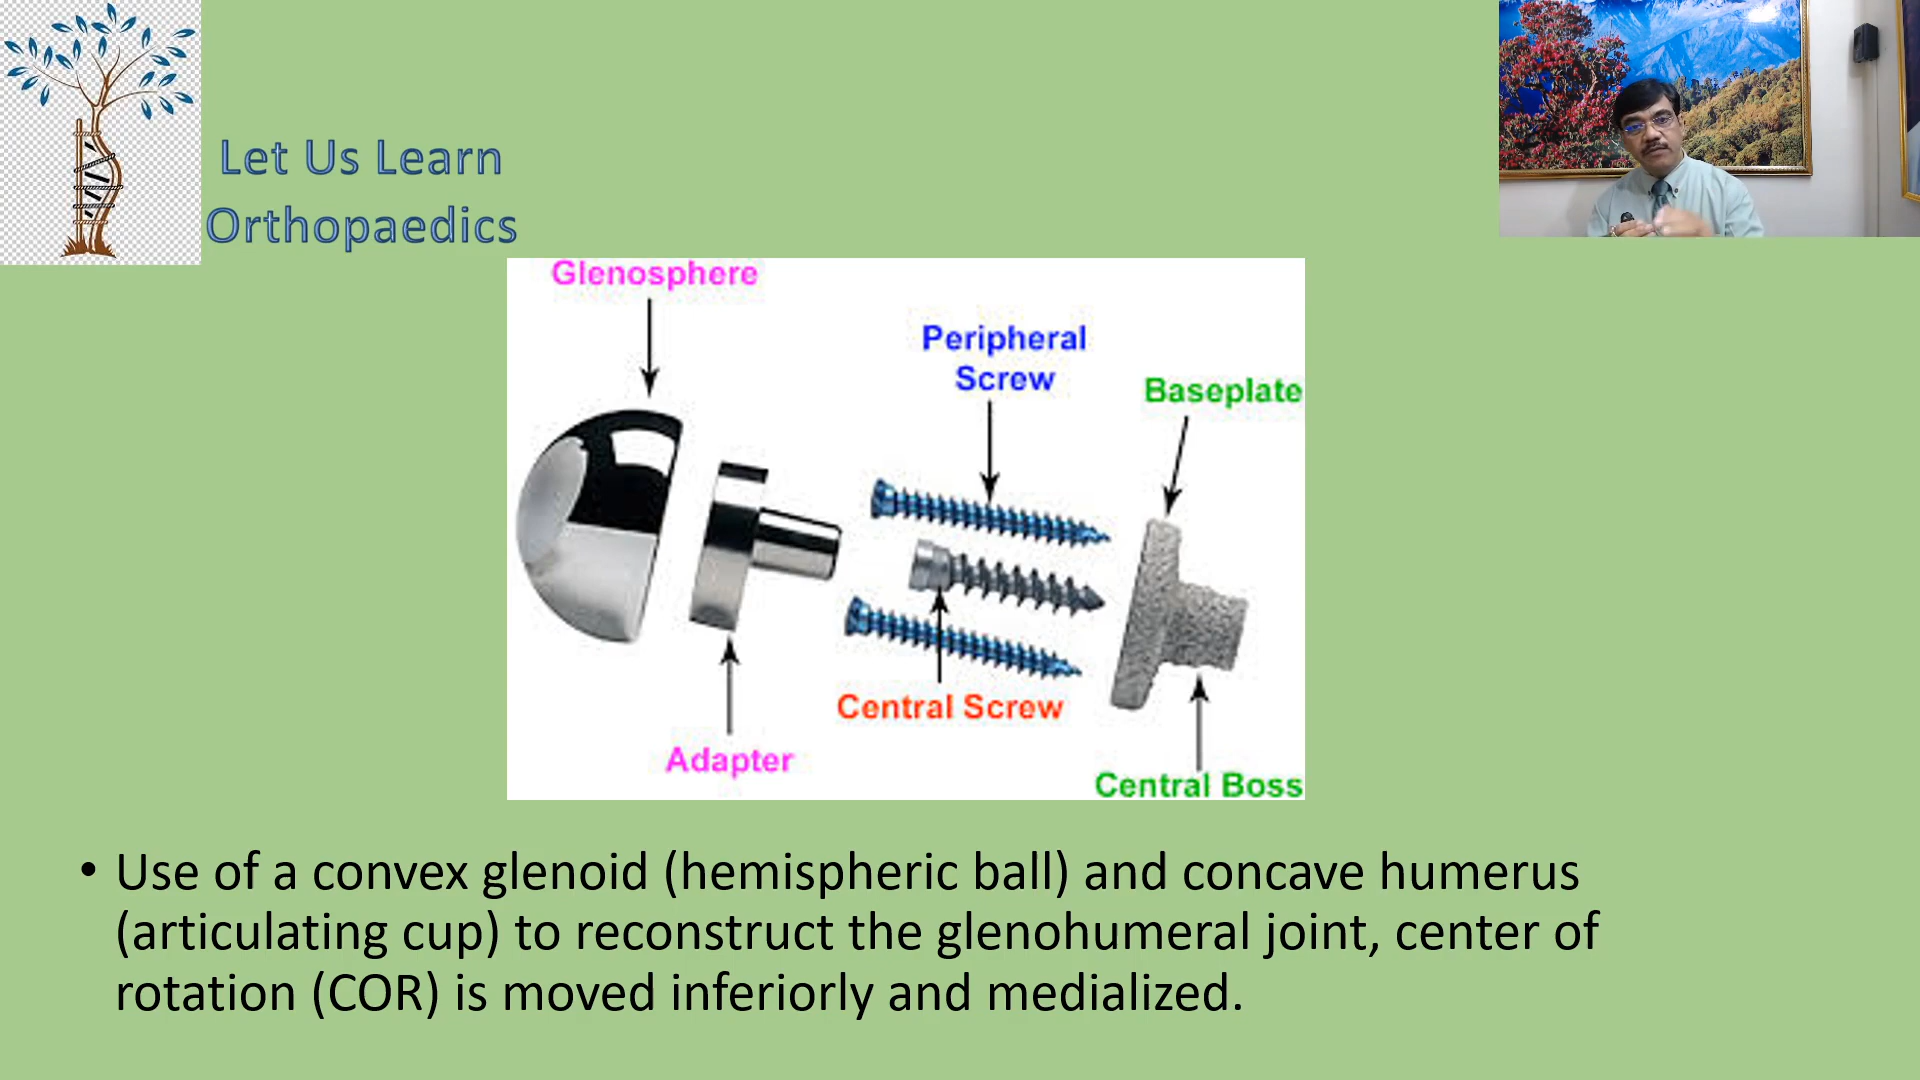 Let Us Learn
Orthopaedics
Glenosphere
Peripheral
Screw
Baseplate
Central Screw
Adapter
Central Boss
• Use of a convex glenoid (hemispheric ball) and concave humerus
(articulating cup) to reconstruct the glenohumeral joint, center of
rotation (COR) is moved inferiorly and medialized.